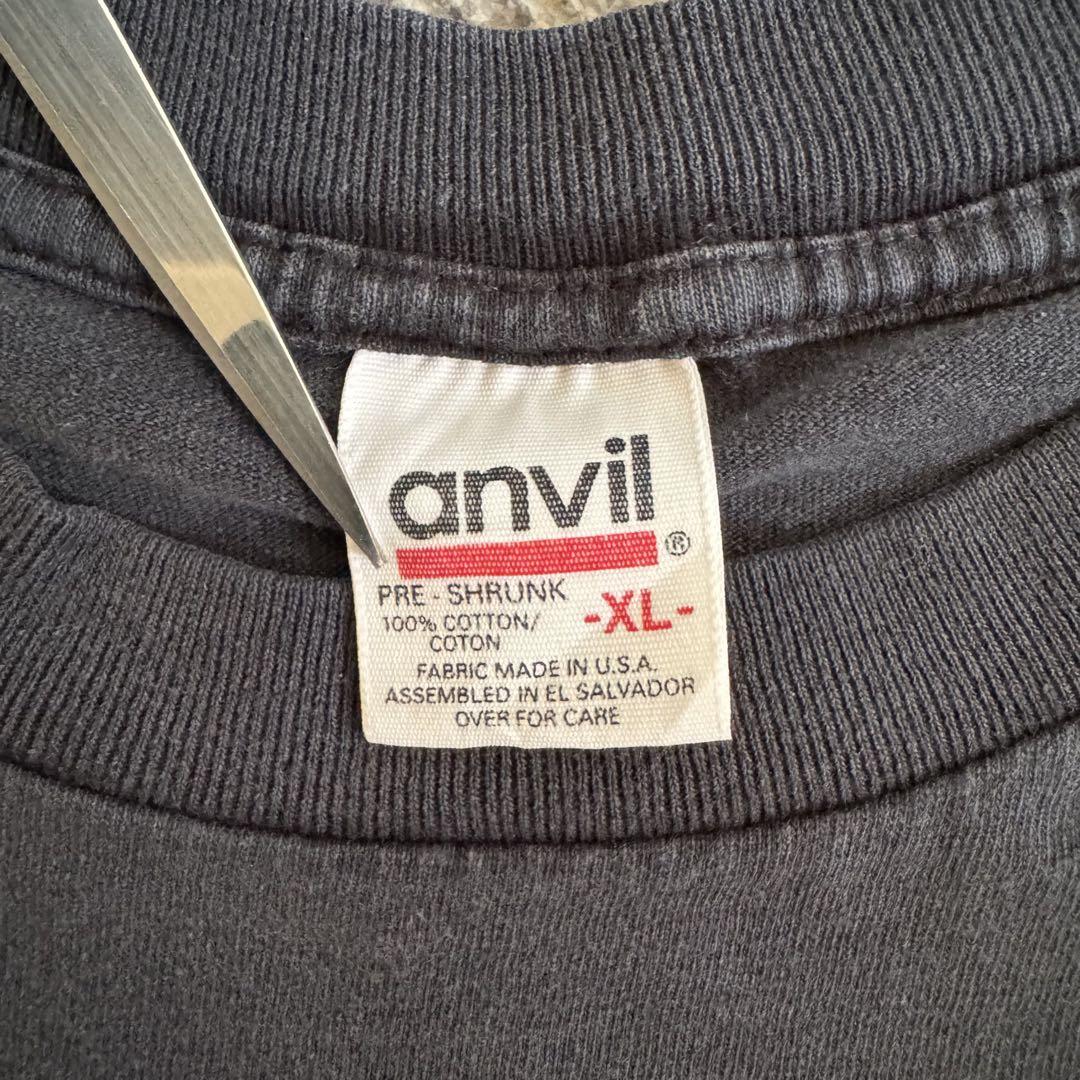 anvil®
PRE - SHRUNK
-XL-
100% COTTON/
COTON
FABRIC MADE IN U.S.A.
ASSEMBLED IN EL SALVADOR
OVER FOR CARE